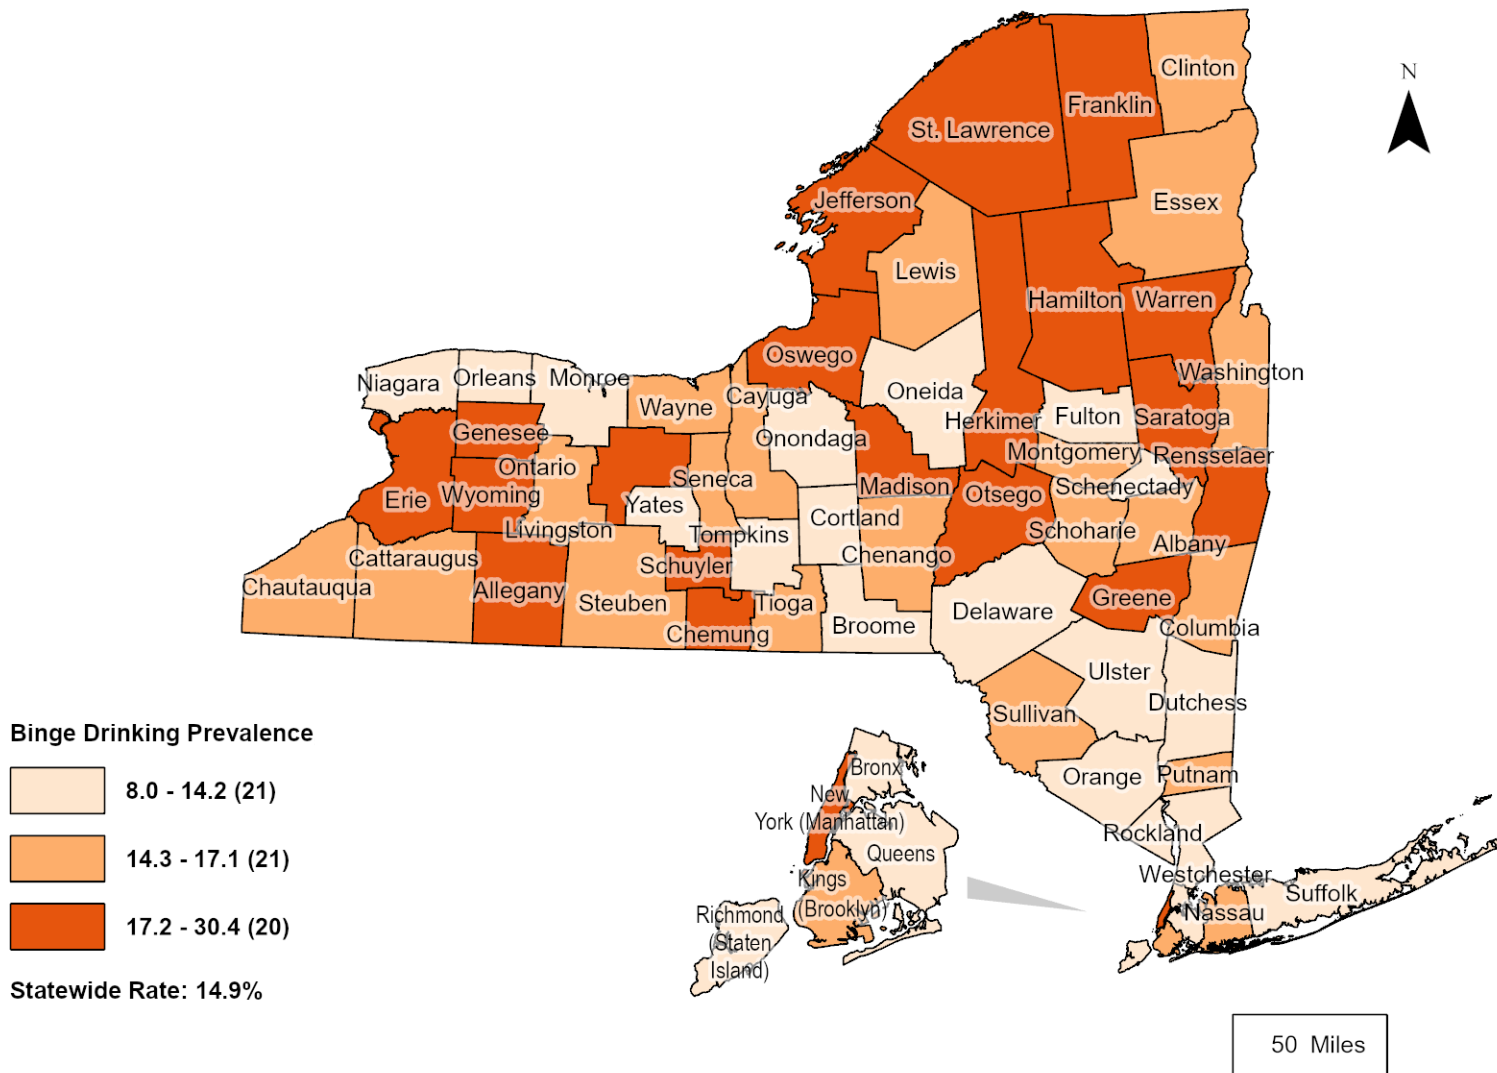 N
Clinton
Franklin
St. Lawrence
Essex
Jefferson
Lewis
Hamilton
Warren
Oswego
Washington
Niagara
Orleans
Monroe
Oneida
Cayuga
Wayne
Herkimer
Fulton
Saratoga
Genesee
Onondaga
Montgomery
Rensselaer
Ontario
Seneca
Madison
Otsego
Schenectady
Erie
Wyoming
Yates
Cortland
Livingston
Tompkins
Schoharie
Albany
Cattaraugus
Chenango
Schuyler
Chautauqua
Allegany
Steuben
Tioga
Greene
Delaware
Broome
Chemung
Columbia
Ulster
Dutchess
Sullivan
Orange
Putnam
Rockland
Westchester
Suffolk
Nassau
Bronx
New
York (Manhattan)
Queens
Kings
(Brooklyn)
Richmond
(Staten
Island)
Binge Drinking Prevalence
8.0 - 14.2 (21)
14.3 - 17.1 (21)
17.2 - 30.4 (20)
Statewide Rate: 14.9%
50 Miles